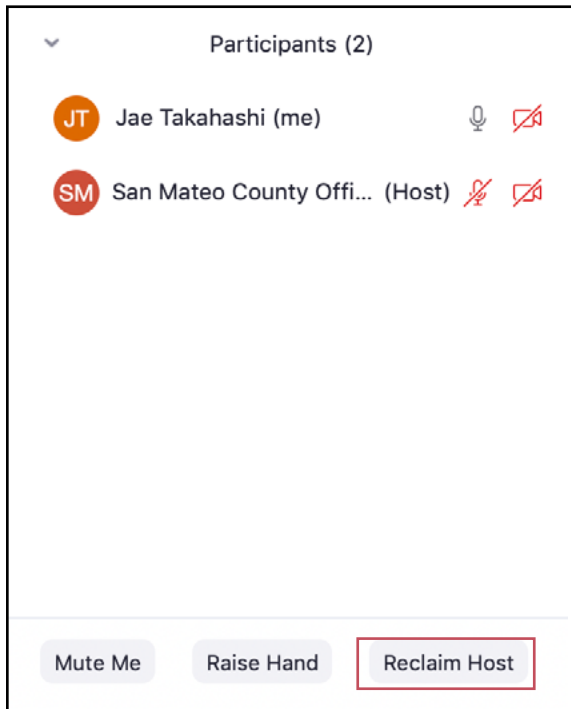 Participants (2)
JT Jae Takahashi (me)
SM San Mateo County Offi... (Host)
Mute Me Raise Hand Reclaim Host